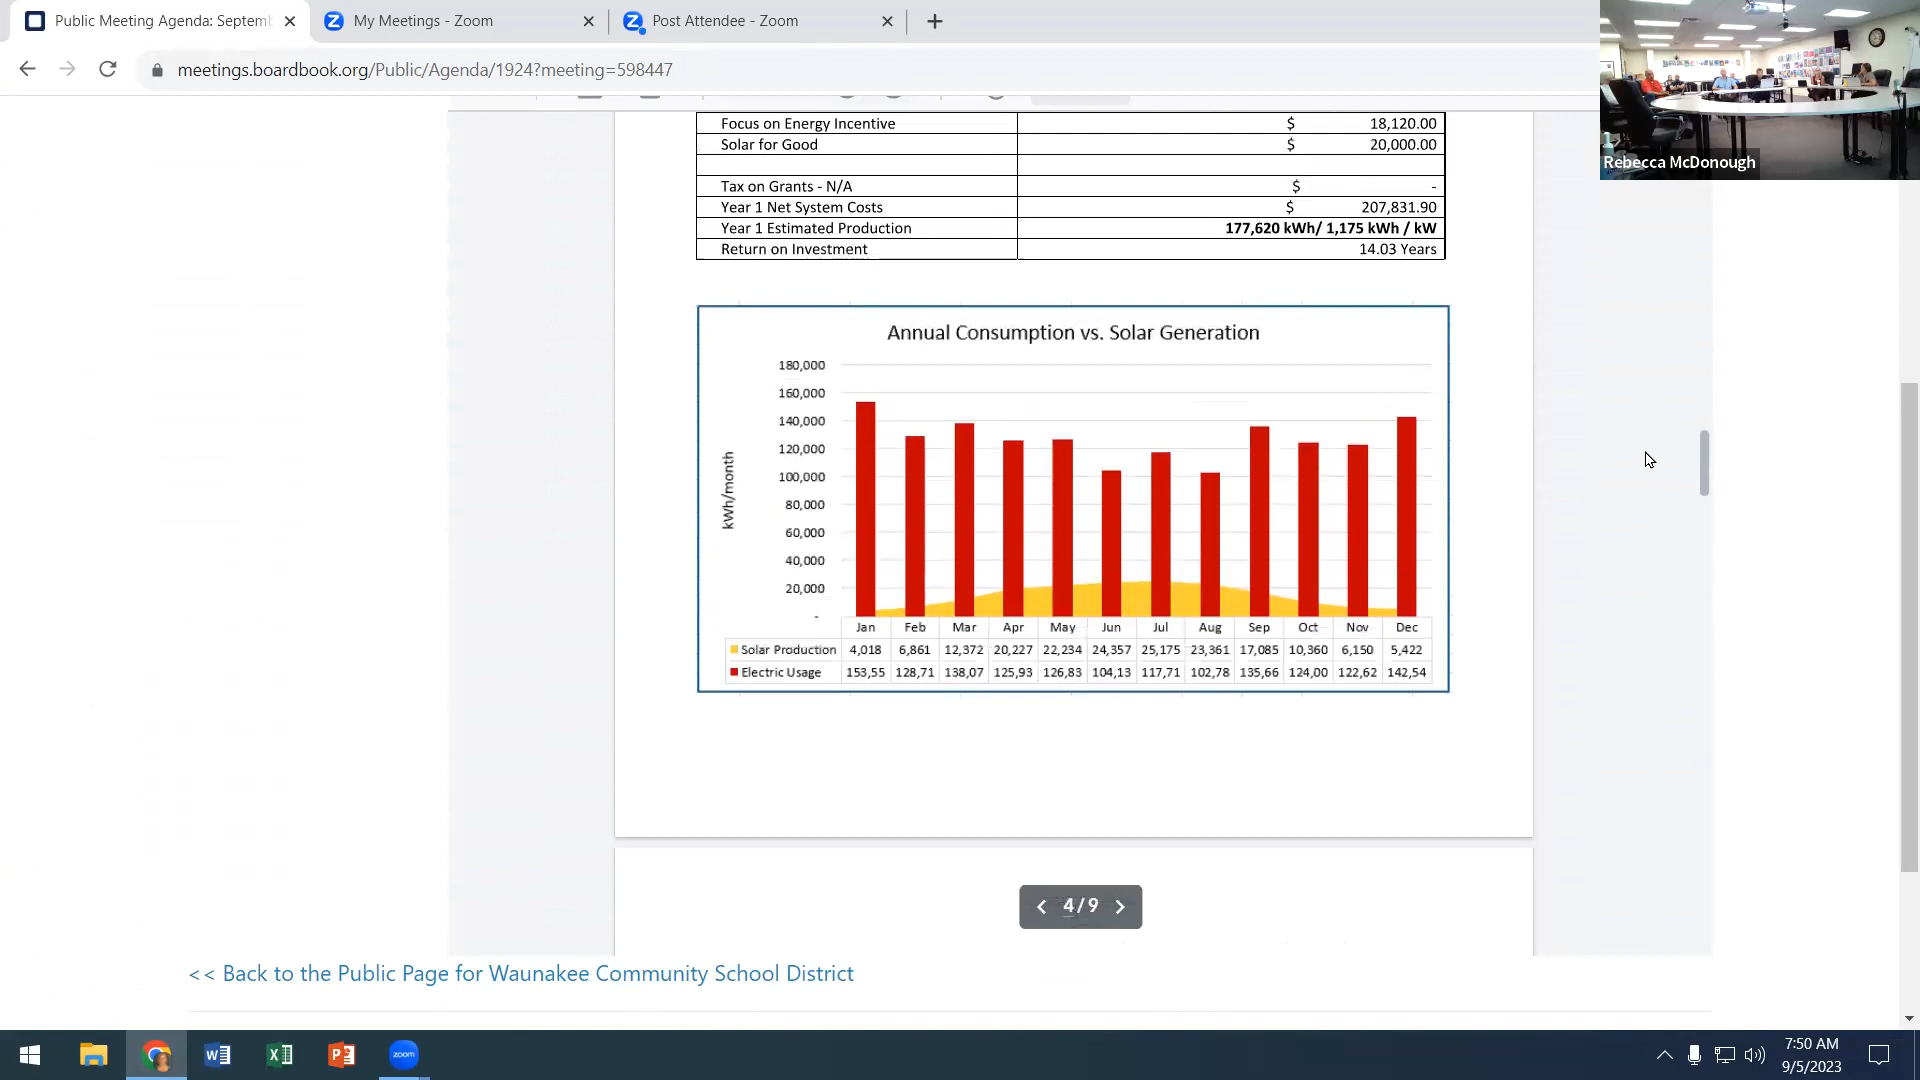 Public Meeting Agenda: Septemb
My Meetings - Zoom
Post Attendee - Zoom
meetings.boardbook.org/Public/Agenda/1924?meeting=598447
Rebecca McDonough
Focus on Energy Incentive $ 18,120.00
Solar for Good $ 20,000.00
Tax on Grants - N/A $ -
Year 1 Net System Costs $ 207,831.90
Year 1 Estimated Production 177,620 kWh/ 1,175 kWh / kW
Return on Investment 14.03 Years
Annual Consumption vs. Solar Generation
kWh/month
180,000
160,000
140,000
120,000
100,000
80,000
60,000
40,000
20,000
-
Jan Feb Mar Apr May Jun Jul Aug Sep Oct Nov Dec
Solar Production 4,018 6,861 12,372 20,227 22,234 24,357 25,175 23,361 17,085 10,360 6,150 5,422
Electric Usage 153,55 128,71 138,07 125,93 126,83 104,13 117,71 102,78 135,66 124,00 122,62 142,54
4 / 9
<< Back to the Public Page for Waunakee Community School District
zoom
7:50 AM
9/5/2023